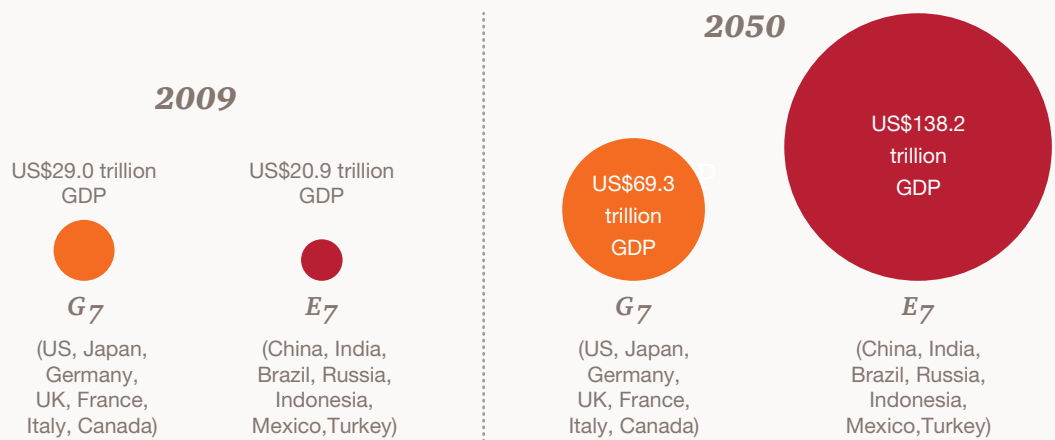 2009
US$29.0 trillion
GDP
G7
(US, Japan,
Germany,
UK, France,
Italy, Canada)
US$20.9 trillion
GDP
E7
(China, India,
Brazil, Russia,
Indonesia,
Mexico,Turkey)
2050
US$69.3
trillion
GDP
D
G7
(US, Japan,
Germany,
UK, France,
Italy, Canada)
US$138.2
trillion
GDP
E7
(China, India,
Brazil, Russia,
Indonesia,
Mexico,Turkey)